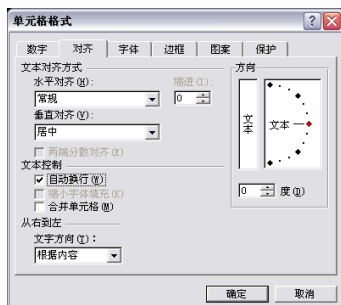 单元格格式
数字 对齐 字体 边框 图案 保护
文本对齐方式
水平对齐(H):
常规
缩进(I):
0
垂直对齐(V):
居中
两端分散对齐(E)
文本控制
自动换行(W)
缩小字体填充(K)
合并单元格(M)
从右到左
文字方向(T):
根据内容
方向
文本
文本
0 度(D)
确定 取消